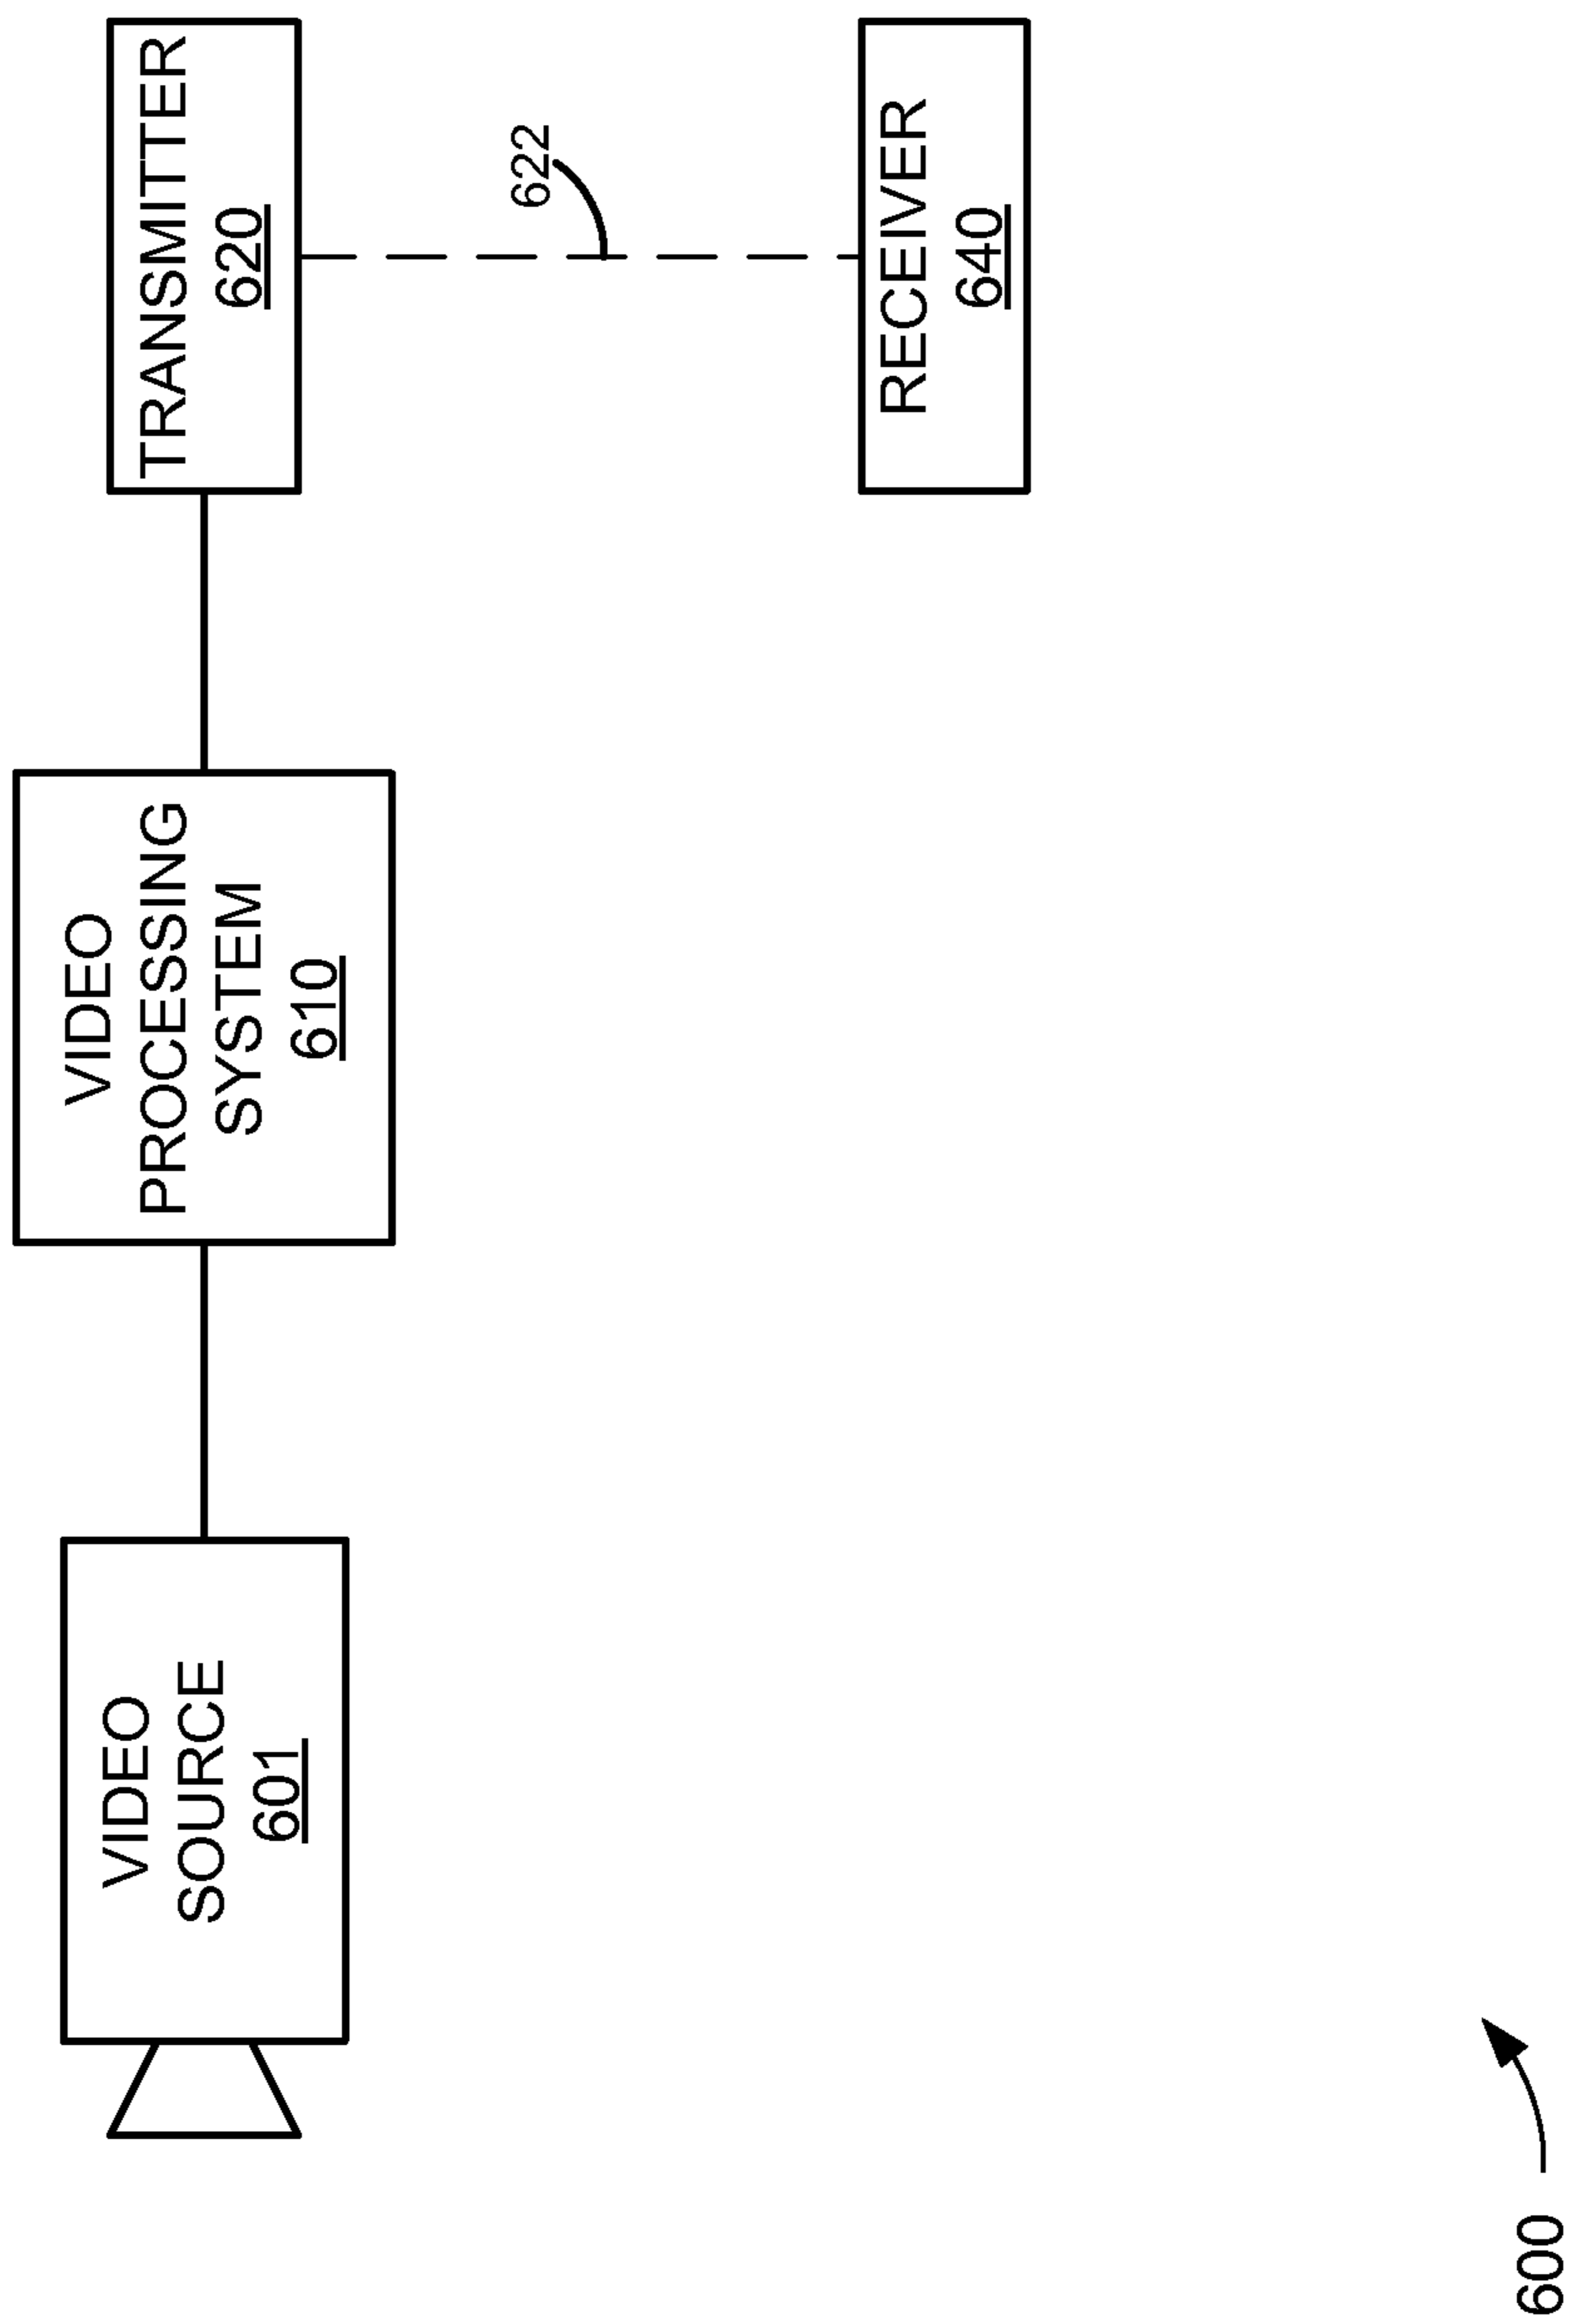 VIDEO
SOURCE
601
VIDEO
PROCESSING
SYSTEM
610
TRANSMITTER
620
622
RECEIVER
640
600